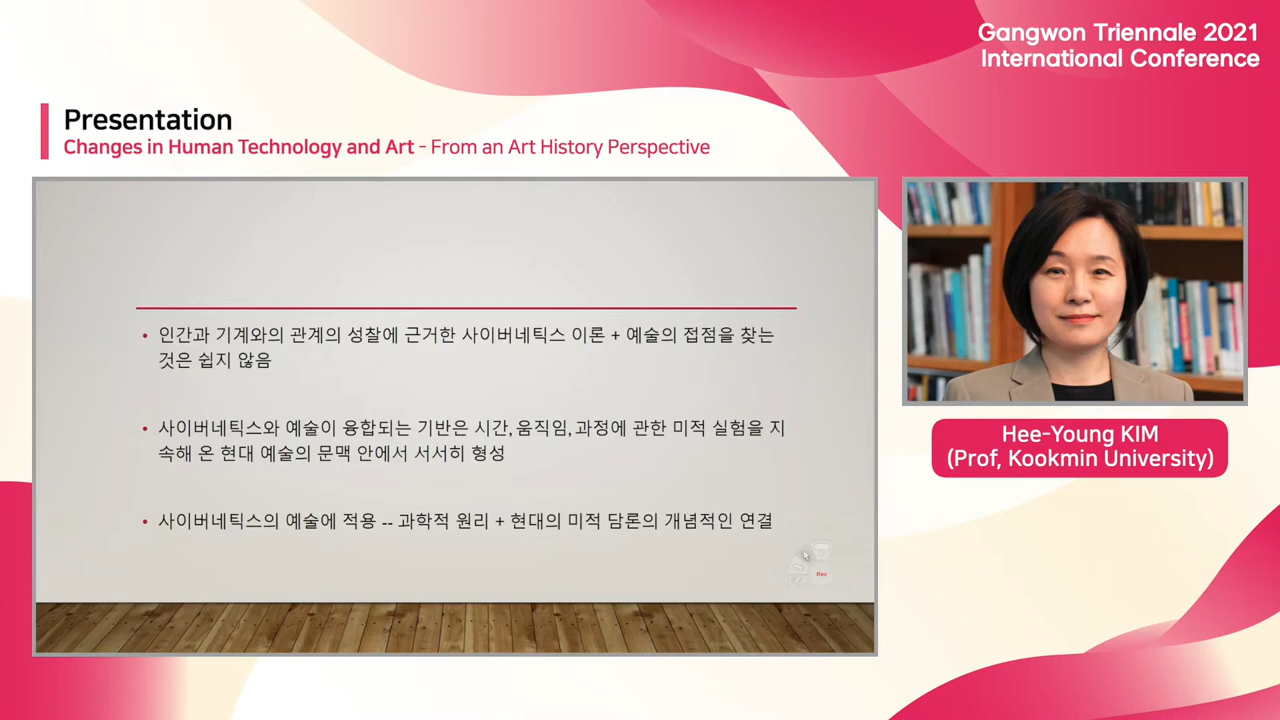 Gangwon Triennale 2021
International Conference
Presentation
Changes in Human Technology and Art - From an Art History Perspective
• 인간과 기계와의 관계의 성찰에 근거한 사이버네틱스 이론 + 예술의 접점을 찾는
것은 쉽지 않음
• 사이버네틱스와 예술이 융합되는 기반은 시간, 움직임, 과정에 관한 미적 실험을 지
속해 온 현대 예술의 문맥 안에서 서서히 형성
• 사이버네틱스의 예술에 적용 -- 과학적 원리 + 현대의 미적 담론의 개념적인 연결
Rec
Hee-Young KIM
(Prof, Kookmin University)